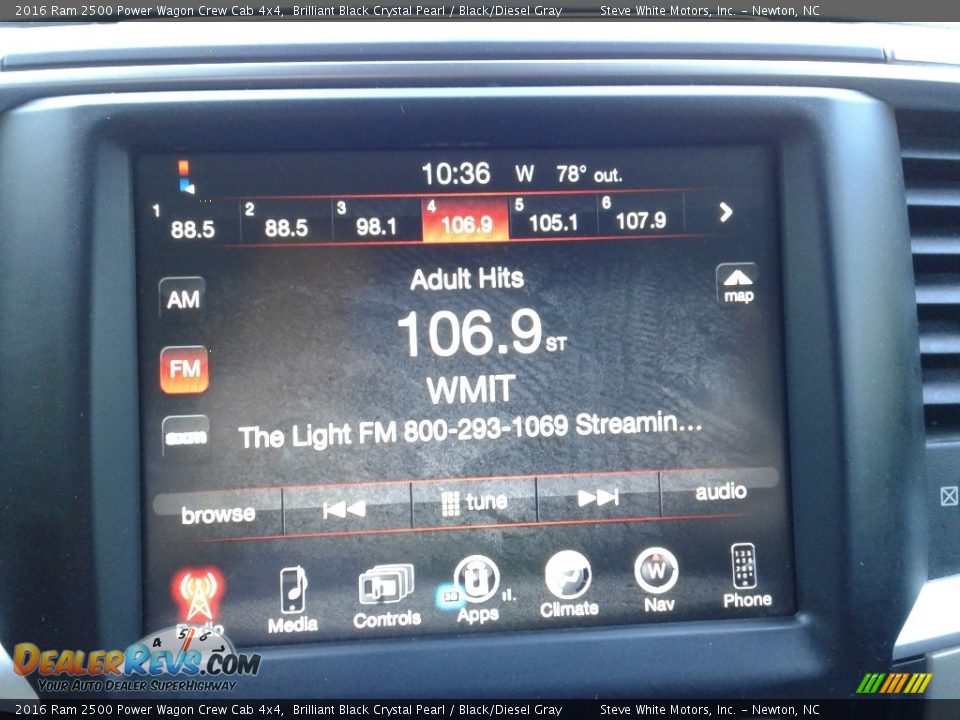 2016 Ram 2500 Power Wagon Crew Cab 4x4, Brilliant Black Crystal Pearl / Black/Diesel Gray Steve White Motors, Inc. – Newton, NC
10:36 W 78° out.
1 88.5 2 88.5 3 98.1 4 106.9 5 105.1 6 107.9
Adult Hits
map
AM
106.9 ST
FM
WMIT
The Light FM 800-293-1069 Streamin...
browse tune audio
3G
W
Media Controls Apps Climate Nav Phone
4 5 6 7
DealerRevs.com
Your Auto Dealer SuperHighway
2016 Ram 2500 Power Wagon Crew Cab 4x4, Brilliant Black Crystal Pearl / Black/Diesel Gray Steve White Motors, Inc. – Newton, NC